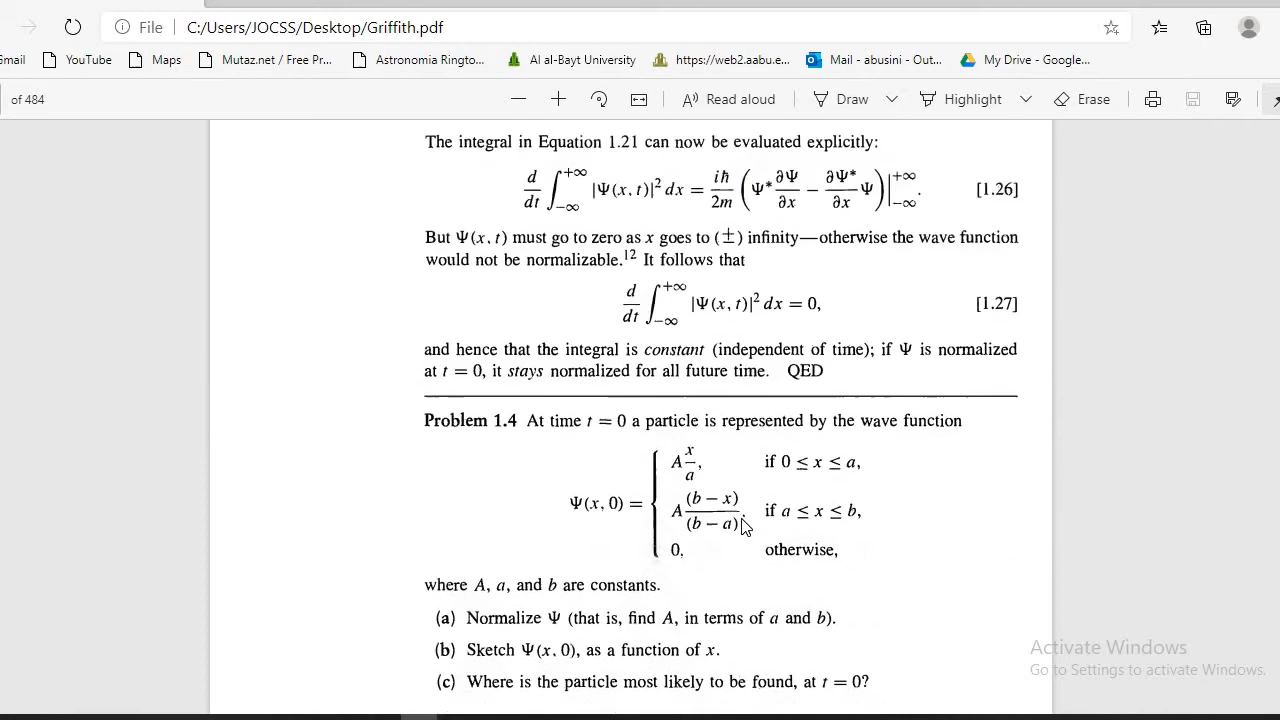 File C:/Users/JOCSS/Desktop/Griffith.pdf
Gmail YouTube Maps Mutaz.net / Free Pr... Astronomia Ringto... Al al-Bayt University https://web2.aabu.e... Mail - abusini - Out... My Drive - Google...
of 484 Read aloud Draw Highlight Erase
The integral in Equation 1.21 can now be evaluated explicitly:
d/dt ∫_{−∞}^{+∞} |Ψ(x, t)|² dx = iħ/2m (Ψ* ∂Ψ/∂x − ∂Ψ*/∂x Ψ)|_{−∞}^{+∞}. [1.26]
But Ψ(x, t) must go to zero as x goes to (±) infinity—otherwise the wave function
would not be normalizable.¹² It follows that
d/dt ∫_{−∞}^{+∞} |Ψ(x, t)|² dx = 0, [1.27]
and hence that the integral is constant (independent of time); if Ψ is normalized
at t = 0, it stays normalized for all future time. QED
Problem 1.4 At time t = 0 a particle is represented by the wave function
A x/a, if 0 ≤ x ≤ a,
Ψ(x, 0) = { A (b − x)/(b − a), if a ≤ x ≤ b,
0, otherwise,
where A, a, and b are constants.
(a) Normalize Ψ (that is, find A, in terms of a and b).
(b) Sketch Ψ(x, 0), as a function of x.
(c) Where is the particle most likely to be found, at t = 0?
Activate Windows
Go to Settings to activate Windows.